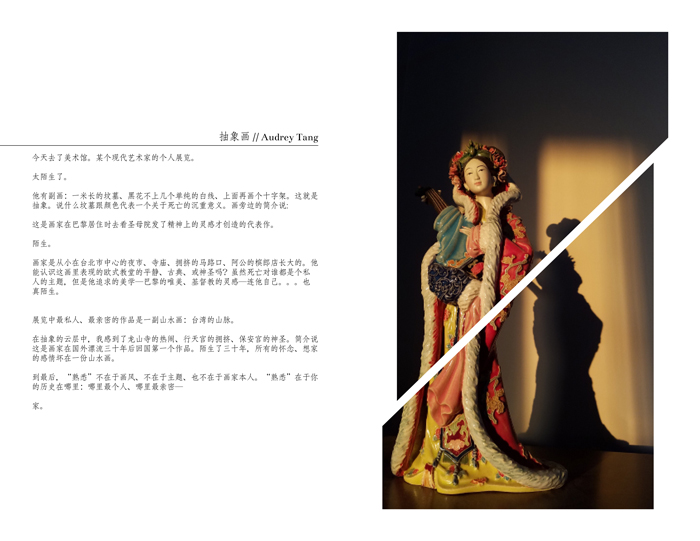 抽象画 // Audrey Tang
今天去了美术馆。某个现代艺术家的个人展览。
太陌生了。
他有副画：一米长的坟墓、黑花不上几个单纯的白线、上面再画个十字架。这就是
抽象。说什么坟墓跟颜色代表一个关于死亡的沉重意义。画旁边的简介说:
这是画家在巴黎居住时去看圣母院发了精神上的灵感才创造的代表作。
陌生。
画家是从小在台北市中心的夜市、寺庙、拥挤的马路口、阿公的槟郎店长大的。他
能认识这画里表现的欧式教堂的平静、古典、或神圣吗？虽然死亡对谁都是个私
人的主题，但是他追求的美学—巴黎的唯美、基督教的灵感—连他自己。。。也
真陌生。
展览中最私人、最亲密的作品是一副山水画：台湾的山脉。
在抽象的云层中，我感到了龙山寺的热闹、行天宫的拥挤、保安宫的神圣。简介说
这是画家在国外漂流三十年后回国第一个作品。陌生了三十年，所有的怀念、想家
的感情坏在一份山水画。
到最后，“熟悉”不在于画风、不在于主题、也不在于画家本人。“熟悉”在于你
的历史在哪里；哪里最个人、哪里最亲密—
家。